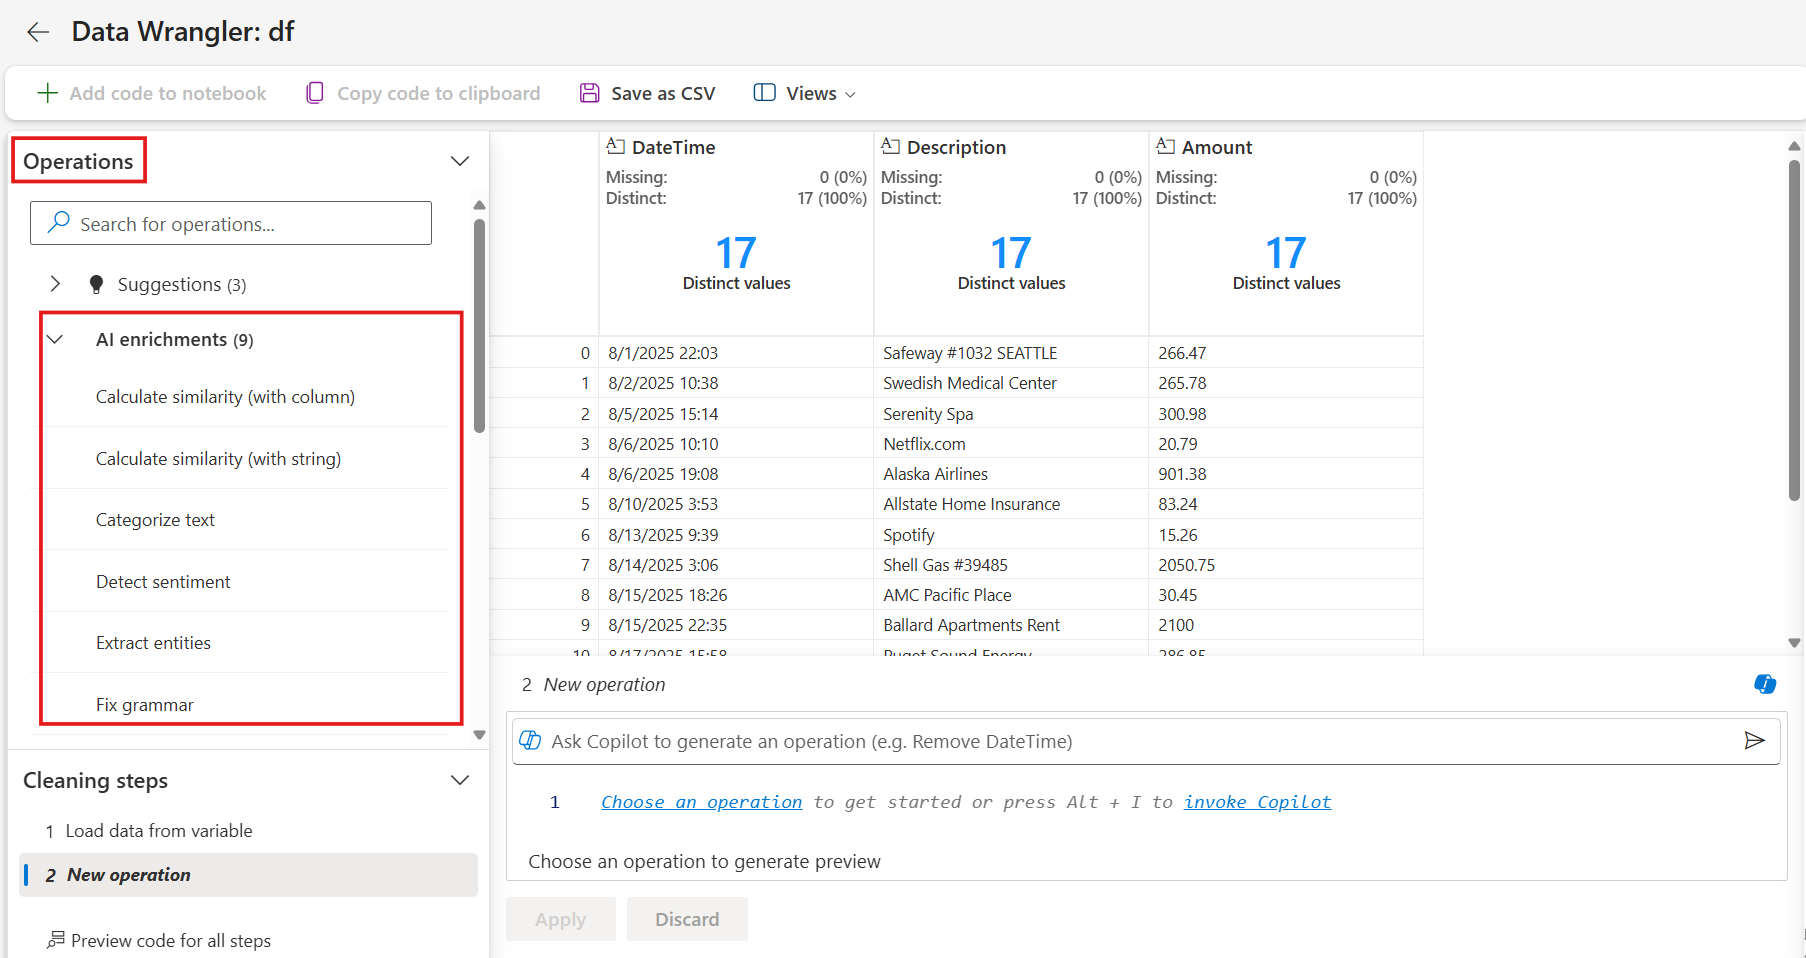 Data Wrangler: df
Add code to notebook
Copy code to clipboard
Save as CSV
Views
Operations
Search for operations...
Suggestions (3)
AI enrichments (9)
Calculate similarity (with column)
Calculate similarity (with string)
Categorize text
Detect sentiment
Extract entities
Fix grammar
Cleaning steps
1 Load data from variable
2 New operation
Preview code for all steps
DateTime Description Amount
Missing: 0 (0%) Missing: 0 (0%) Missing: 0 (0%)
Distinct: 17 (100%) Distinct: 17 (100%) Distinct: 17 (100%)
17 17 17
Distinct values Distinct values Distinct values
0 8/1/2025 22:03 Safeway #1032 SEATTLE 266.47
1 8/2/2025 10:38 Swedish Medical Center 265.78
2 8/5/2025 15:14 Serenity Spa 300.98
3 8/6/2025 10:10 Netflix.com 20.79
4 8/6/2025 19:08 Alaska Airlines 901.38
5 8/10/2025 3:53 Allstate Home Insurance 83.24
6 8/13/2025 9:39 Spotify 15.26
7 8/14/2025 3:06 Shell Gas #39485 2050.75
8 8/15/2025 18:26 AMC Pacific Place 30.45
9 8/15/2025 22:35 Ballard Apartments Rent 2100
10 8/17/2025 15:58 Puget Sound Energy 286.85
2 New operation
Ask Copilot to generate an operation (e.g. Remove DateTime)
1 Choose an operation to get started or press Alt + I to invoke Copilot
Choose an operation to generate preview
Apply
Discard